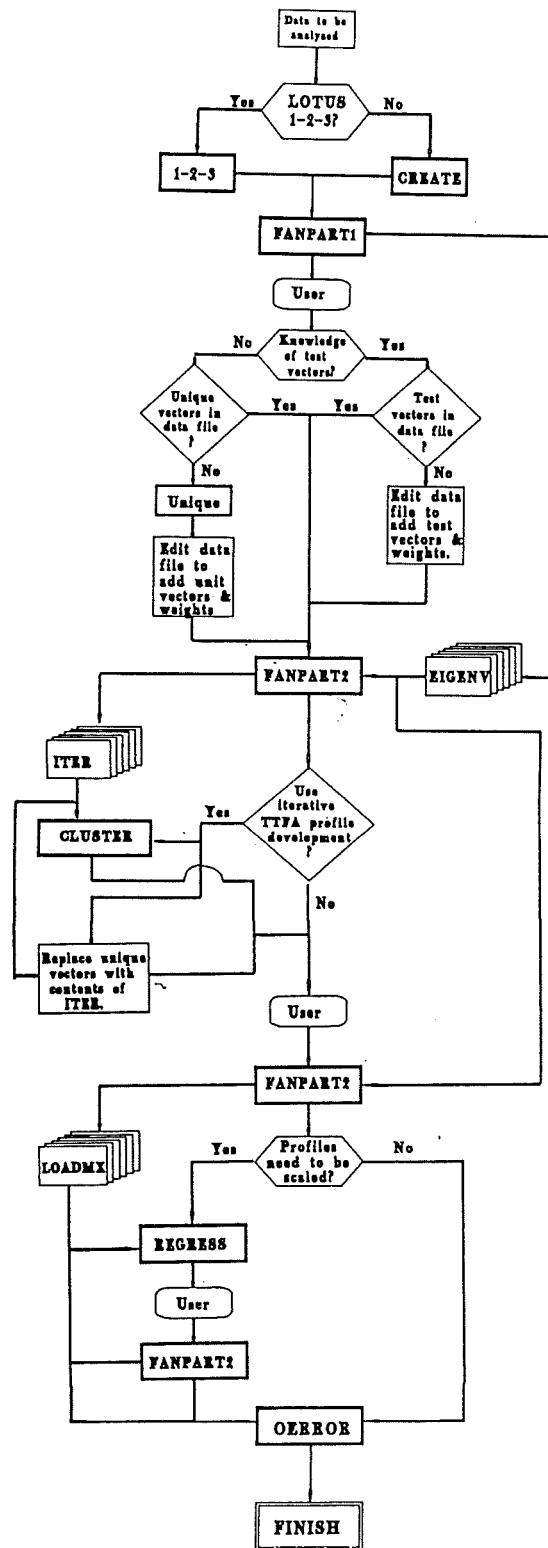 Data to be
analysed
Yes
LOTUS
1-2-3?
No
1-2-3
CREATE
FANPART1
User
No
Knowledge
of test
vectors?
Yes
Unique
vectors in
data file
?
Yes
Yes
Test
vectors in
data file
?
No
No
Unique
Edit data
file to
add test
vectors &
weights.
Edit data
file to
add unit
vectors &
weights
FANPART2
EIGENV
ITER
Use
iterative
TTFA profile
development
?
Yes
CLUSTER
No
Replace unique
vectors with
contents of
ITER.
User
FANPART2
LOADMX
Yes
Profiles
need to be
scaled?
No
REGRESS
User
FANPART2
OERROR
FINISH